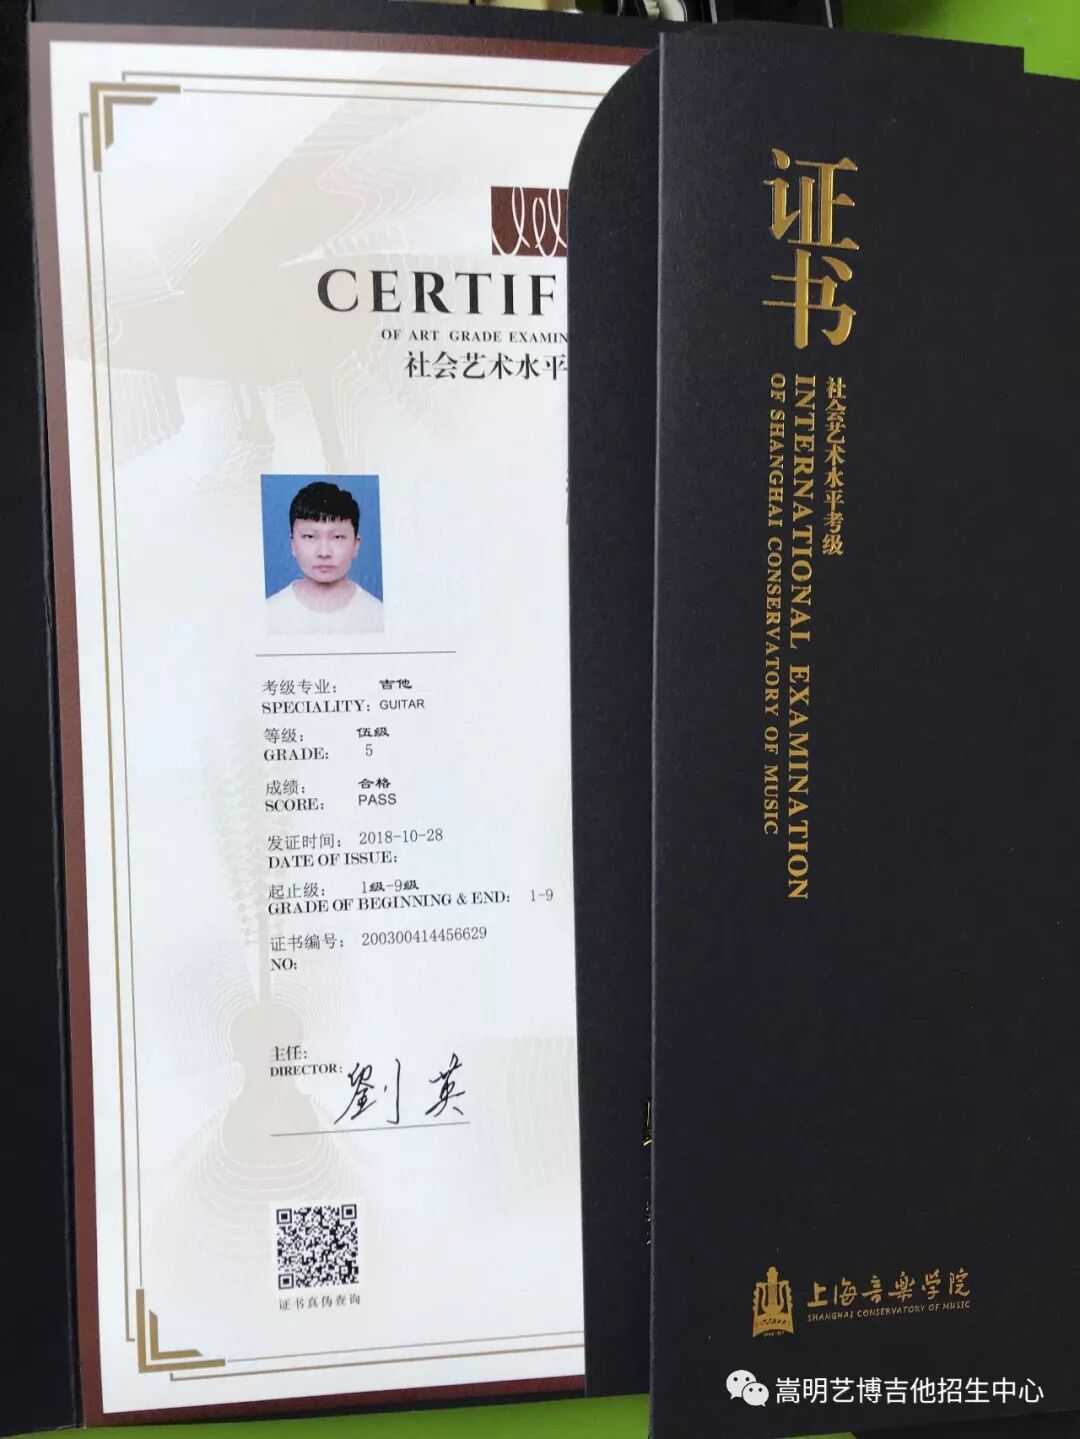 CERTIF
OF ART GRADE EXAMIN
社会艺术水平
考级专业： 吉他
SPECIALITY: GUITAR
等级： 伍级
GRADE: 5
成绩： 合格
SCORE: PASS
发证时间： 2018-10-28
DATE OF ISSUE:
起止级： 1级-9级
GRADE OF BEGINNING & END: 1-9
证书编号： 200300414456629
NO:
主任：
DIRECTOR:
劉英
证书真伪查询
证书
社会艺术水平考级
INTERNATIONAL EXAMINATION
OF SHANGHAI CONSERVATORY OF MUSIC
上海音樂学院
SHANGHAI CONSERVATORY OF MUSIC
嵩明艺博吉他招生中心